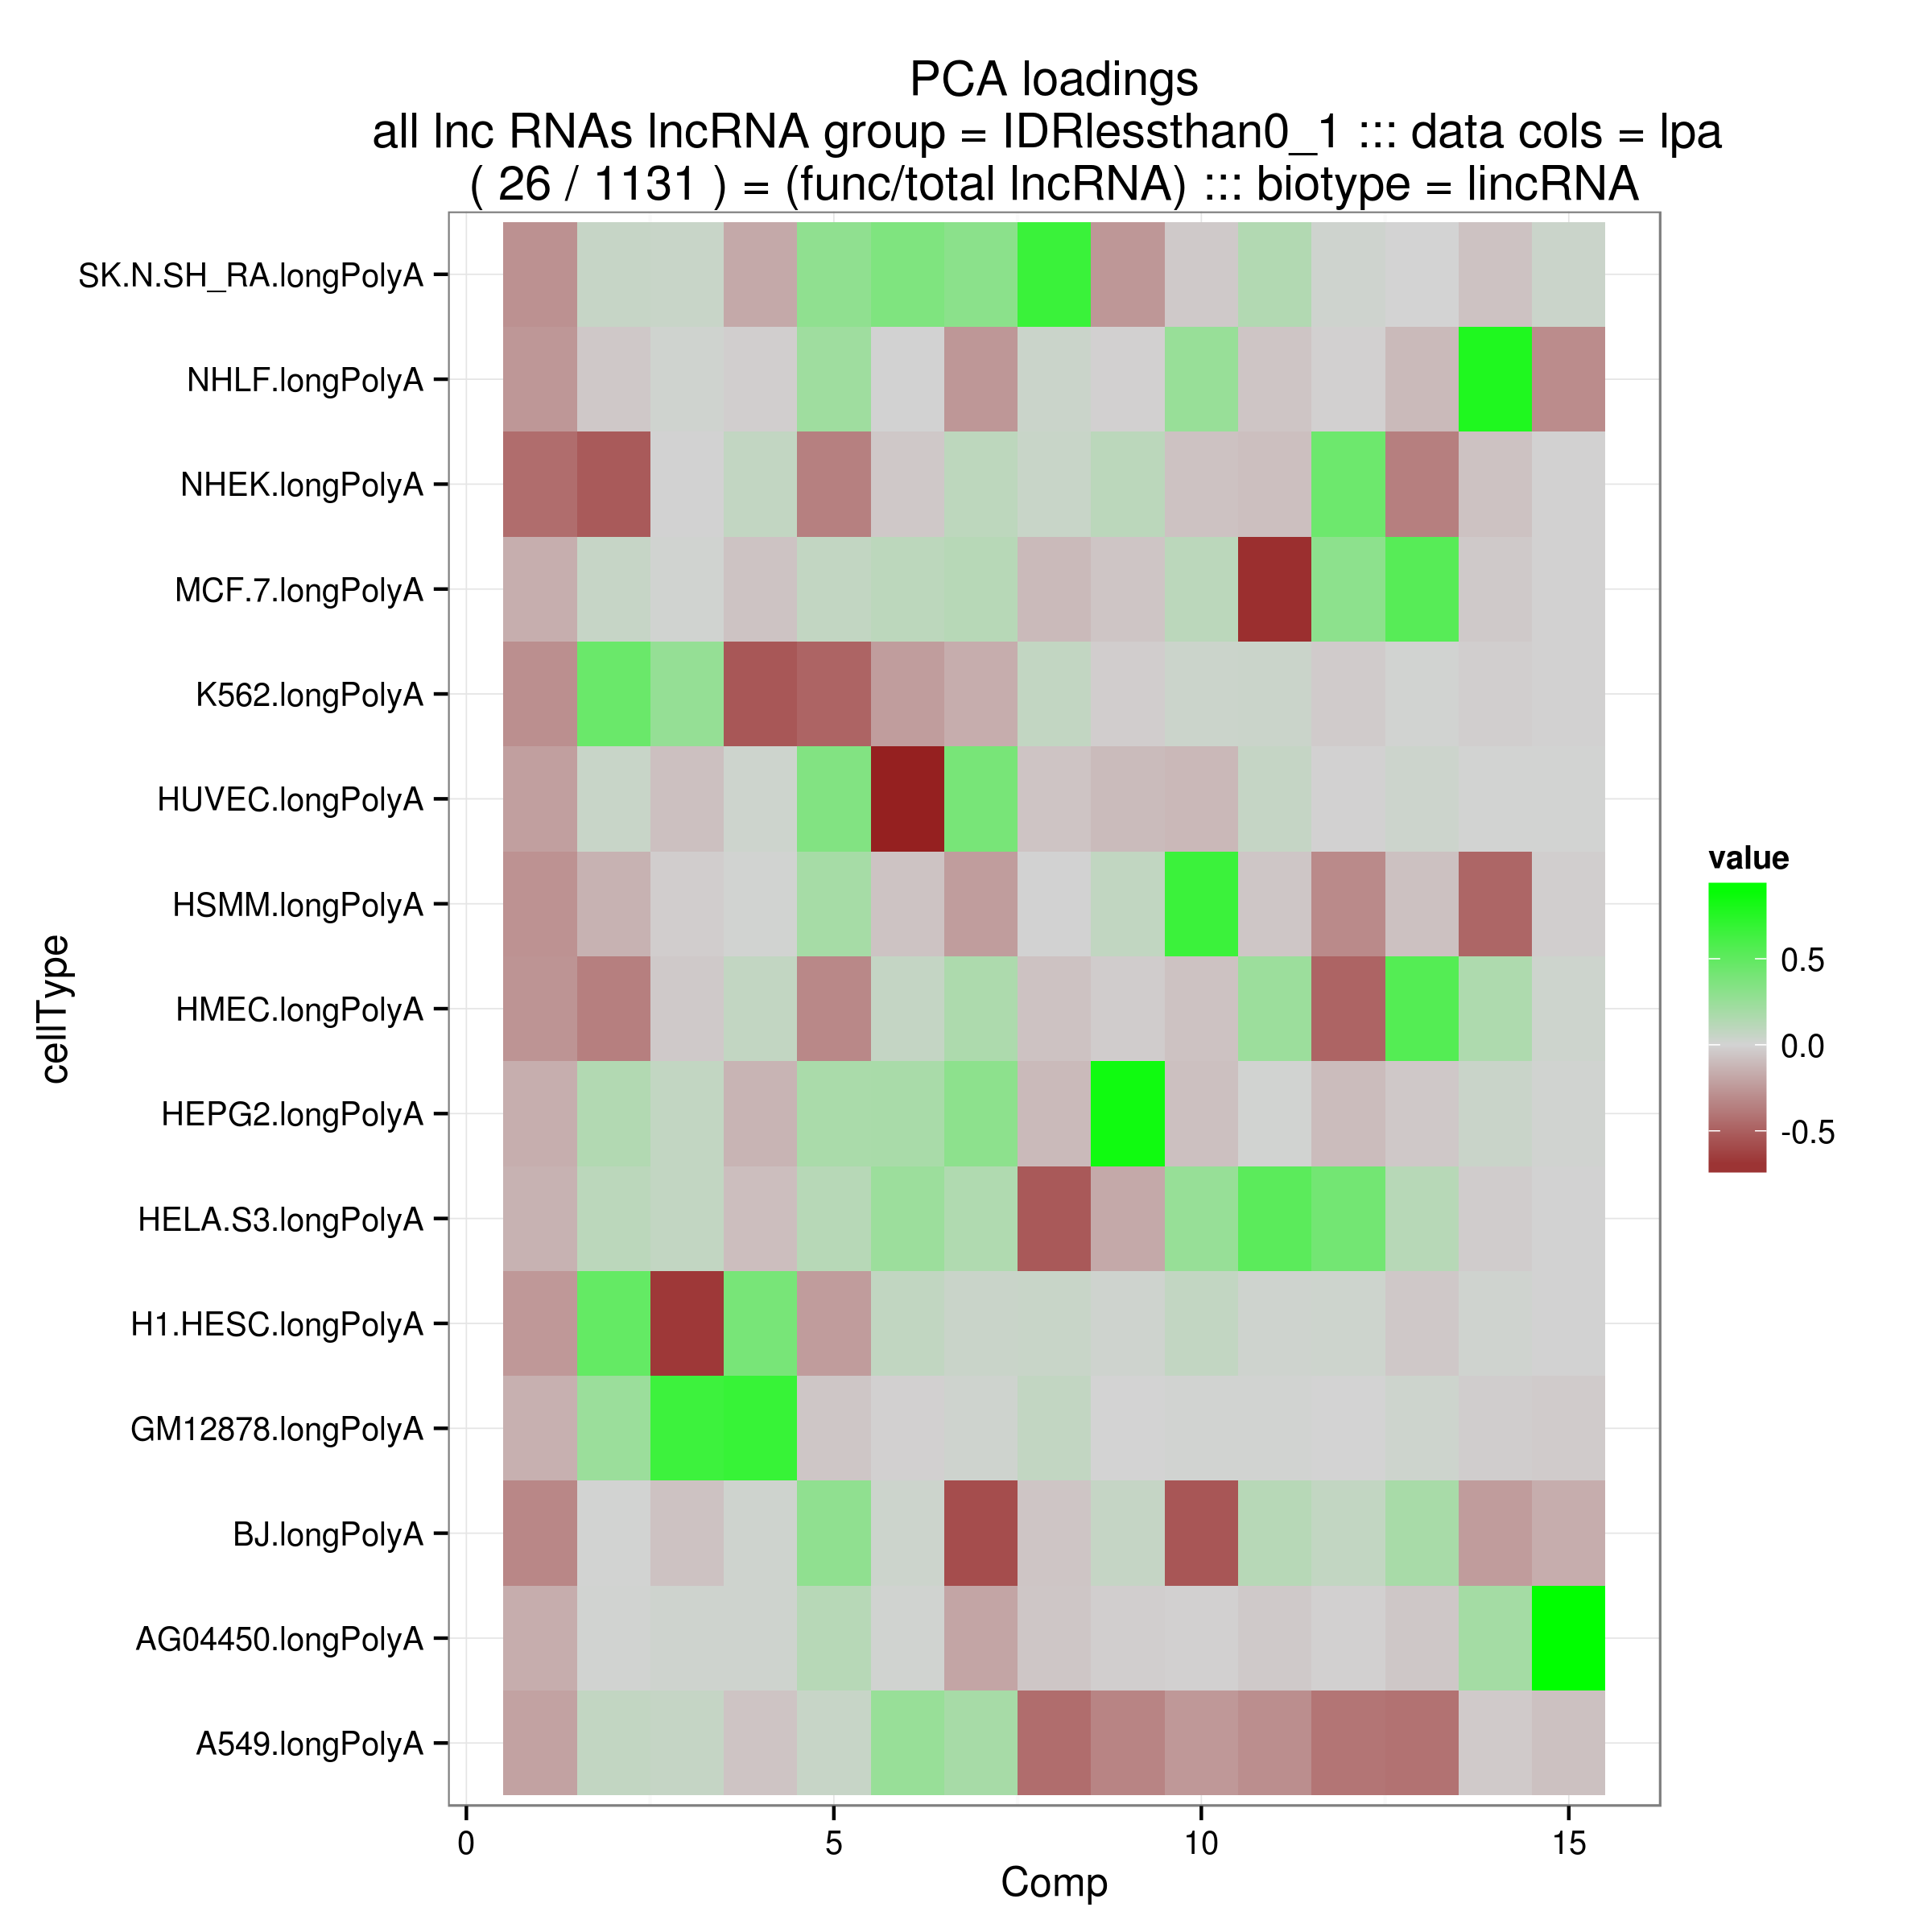 PCA loadings
all lnc RNAs lncRNA group = IDRlessthan0_1 ::: data cols = lpa
( 26 / 1131 ) = (func/total lncRNA) ::: biotype = lincRNA
SK.N.SH_RA.longPolyA
NHLF.longPolyA
NHEK.longPolyA
MCF.7.longPolyA
K562.longPolyA
HUVEC.longPolyA
HSMM.longPolyA
HMEC.longPolyA
HEPG2.longPolyA
HELA.S3.longPolyA
H1.HESC.longPolyA
GM12878.longPolyA
BJ.longPolyA
AG04450.longPolyA
A549.longPolyA
cellType
0 5 10 15
Comp
value
0.5
0.0
-0.5